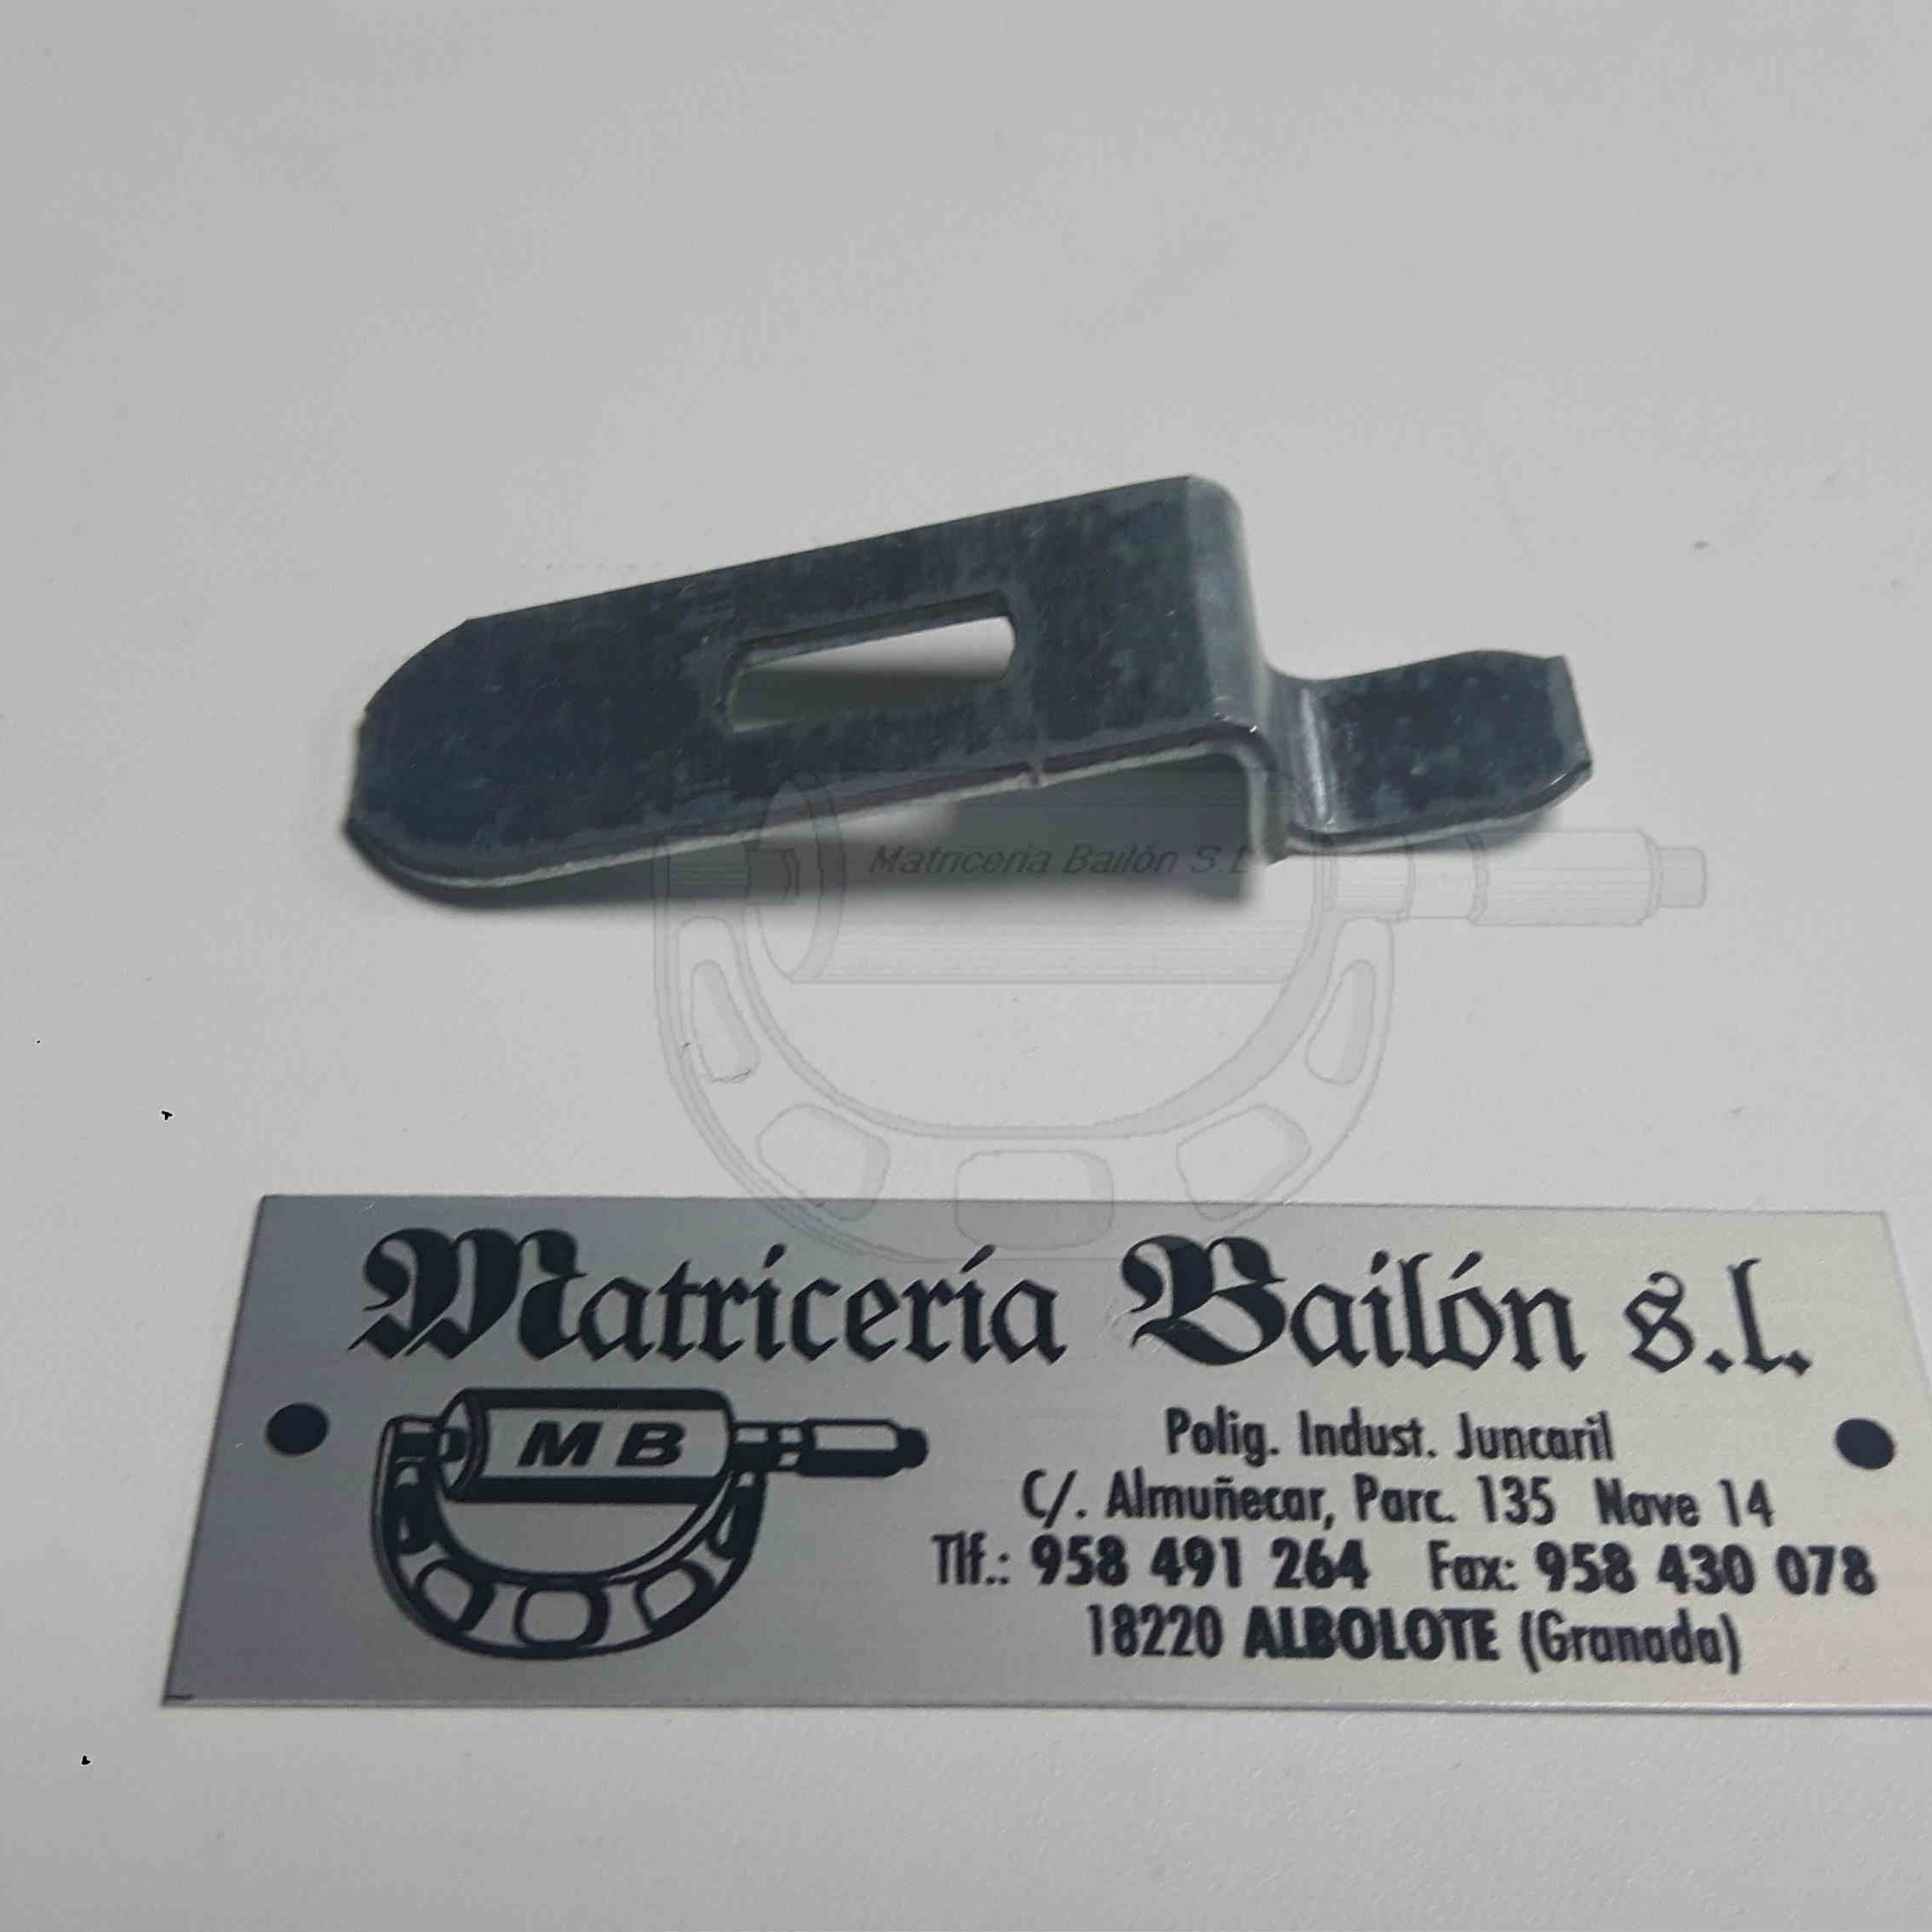 Matriceria Bailón S.L
Matricería Bailón s.l.
M B
Polig. Indust. Juncaril
C/. Almuñecar, Parc. 135 Nave 14
Tlf.: 958 491 264 Fax: 958 430 078
18220 ALBOLOTE (Granada)